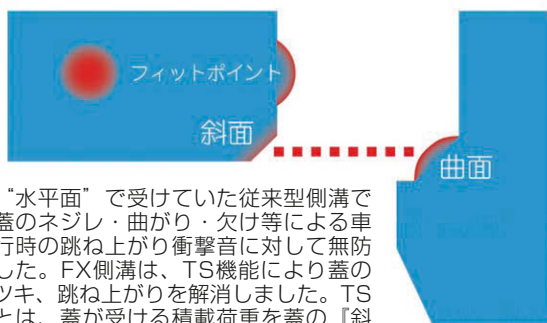 フィットポイント
斜面
曲面
“水平面”で受けていた従来型側溝で
蓋のネジレ・曲がり・欠け等による車
行時の跳ね上がり衝撃音に対して無防
した。FX側溝は、TS機能により蓋の
ツキ、跳ね上がりを解消しました。TS
とは、蓋が受ける積載荷重を蓋の『斜